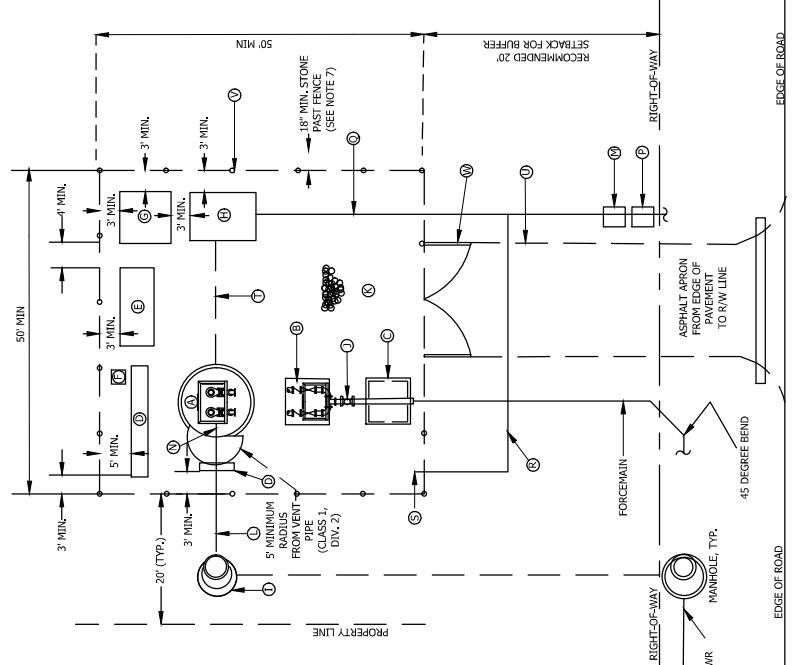 50' MIN.
RECOMMENDED 20'
SETBACK FOR BUFFER
RIGHT-OF-WAY
EDGE OF ROAD
18" MIN. STONE
PAST FENCE
(SEE NOTE 7)
V
3' MIN.
3' MIN.
Q
M
P
4' MIN.
3' MIN.
G
3' MIN.
H
W
U
50' MIN
3' MIN.
E
T
K
B
J
C
ASPHALT APRON
FROM EDGE OF
PAVEMENT
TO R/W LINE
F
D
A
N
5' MIN.
D
3' MIN.
3' MIN.
S
R
FORCEMAIN
45 DEGREE BEND
20' (TYP.)
L
I
5' MINIMUM
RADIUS
FROM VENT
PIPE
(CLASS 1,
DIV. 2)
PROPERTY LINE
MANHOLE, TYP.
RIGHT-OF-WAY
EDGE OF ROAD